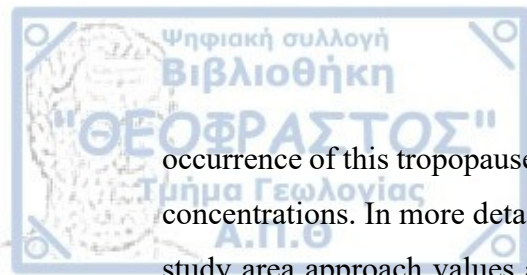 Ψηφιακή συλλογή
Βιβλιοθήκη
"ΘΕΟΦΡΑΣΤΟΣ"
occurrence of this tropopause
Τμήμα Γεωλογίας
concentrations. In more deta
Α.Π.Θ
study area approach values